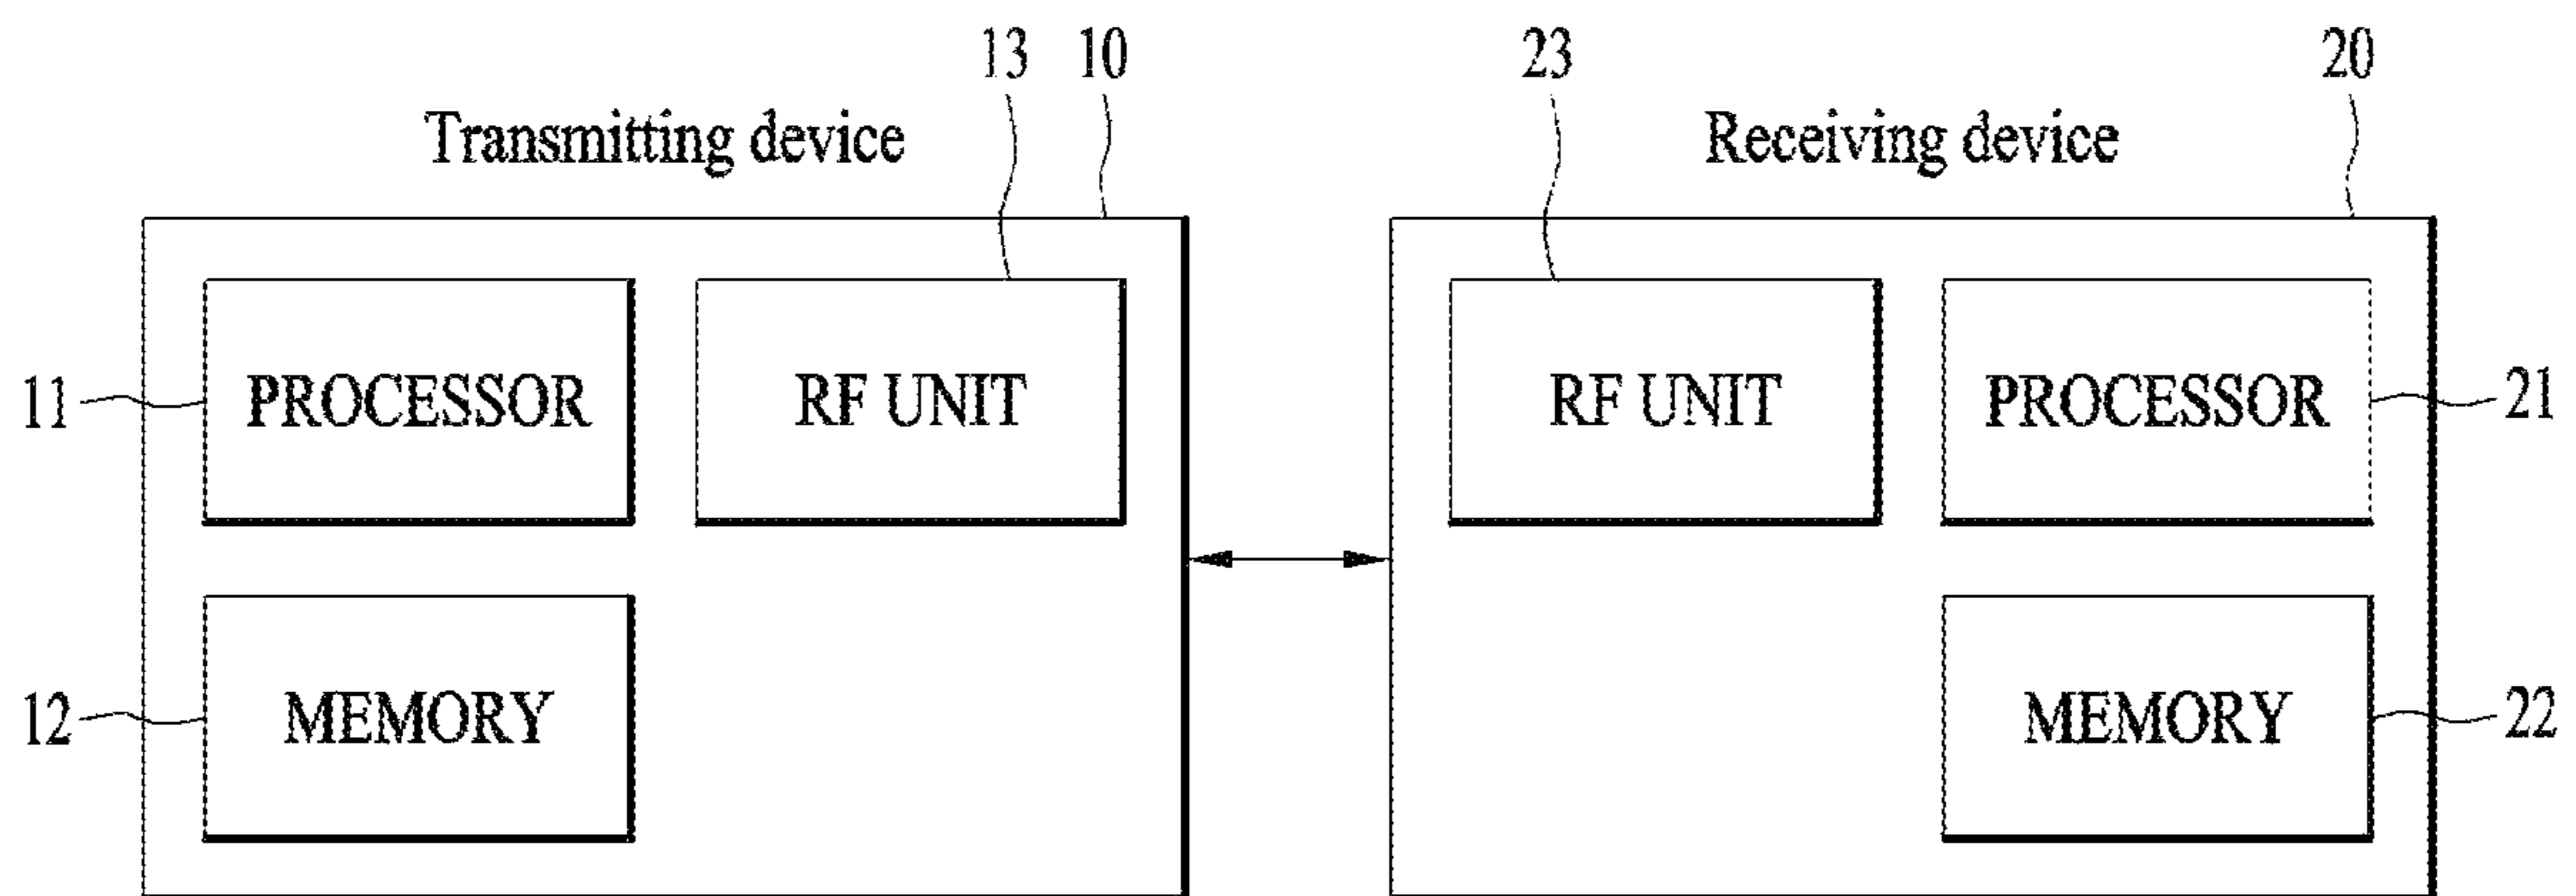 13 10 23 20
Transmitting device Receiving device
11 PROCESSOR RF UNIT RF UNIT PROCESSOR 21
12 MEMORY MEMORY 22